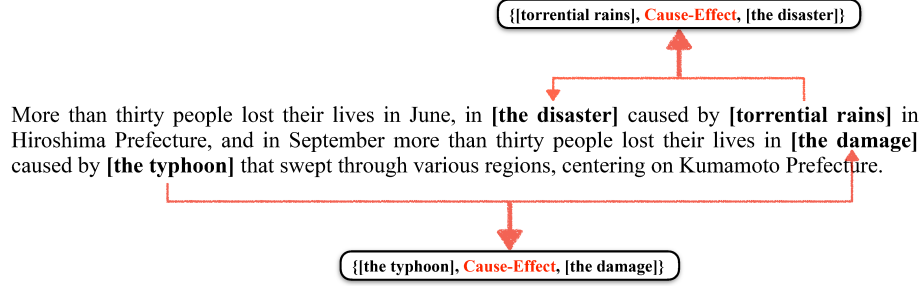 {[torrential rains], Cause-Effect, [the disaster]}
More than thirty people lost their lives in June, in [the disaster] caused by [torrential rains] in
Hiroshima Prefecture, and in September more than thirty people lost their lives in [the damage]
caused by [the typhoon] that swept through various regions, centering on Kumamoto Prefecture.
{[the typhoon], Cause-Effect, [the damage]}